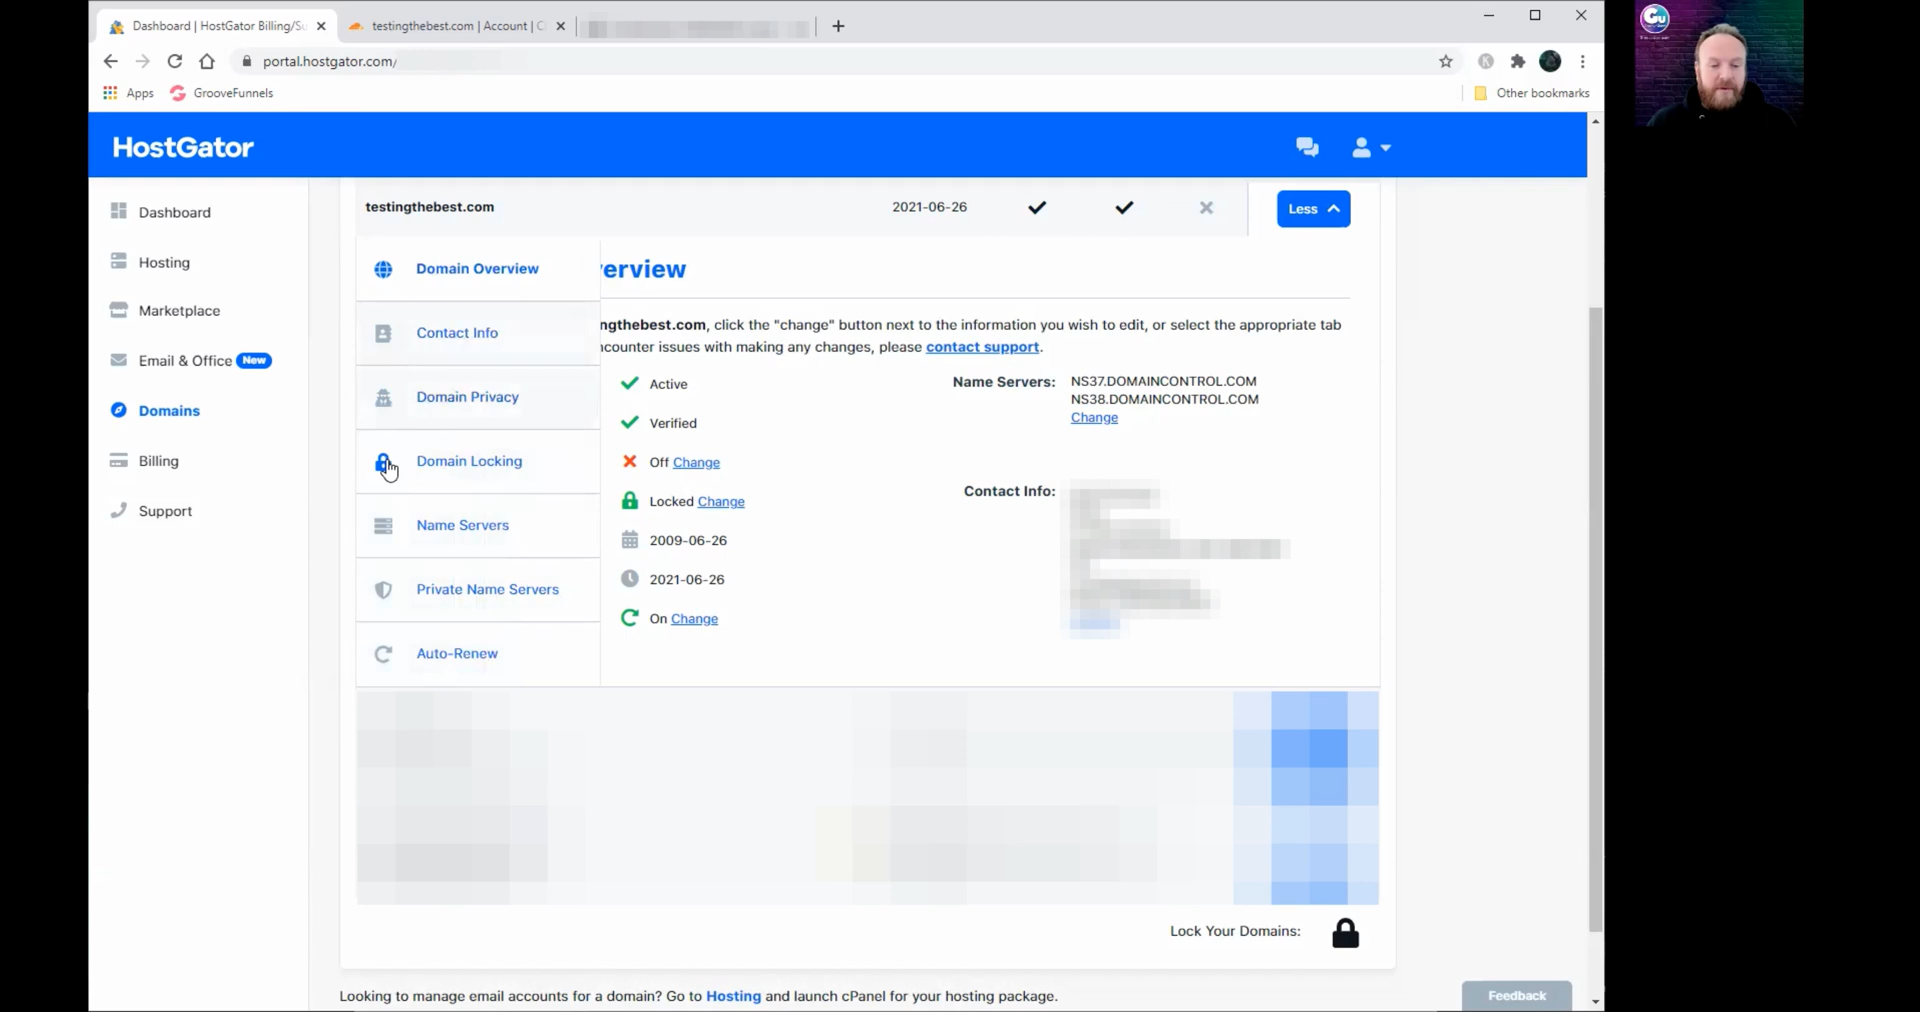 Dashboard | HostGator Billing/Su
testingthebest.com | Account | C
portal.hostgator.com/
Apps
GrooveFunnels
Other bookmarks
HostGator
Dashboard
Hosting
Marketplace
Email & Office New
Domains
Billing
Support
testingthebest.com
2021-06-26
Less
Domain Overview
Contact Info
Domain Privacy
Domain Locking
Name Servers
Private Name Servers
Auto-Renew
erview
ngthebest.com, click the "change" button next to the information you wish to edit, or select the appropriate tab
ncounter issues with making any changes, please contact support.
Active
Verified
Off Change
Locked Change
2009-06-26
2021-06-26
On Change
Name Servers: NS37.DOMAINCONTROL.COM
NS38.DOMAINCONTROL.COM
Change
Contact Info:
Lock Your Domains:
Looking to manage email accounts for a domain? Go to Hosting and launch cPanel for your hosting package.
Feedback
Gu